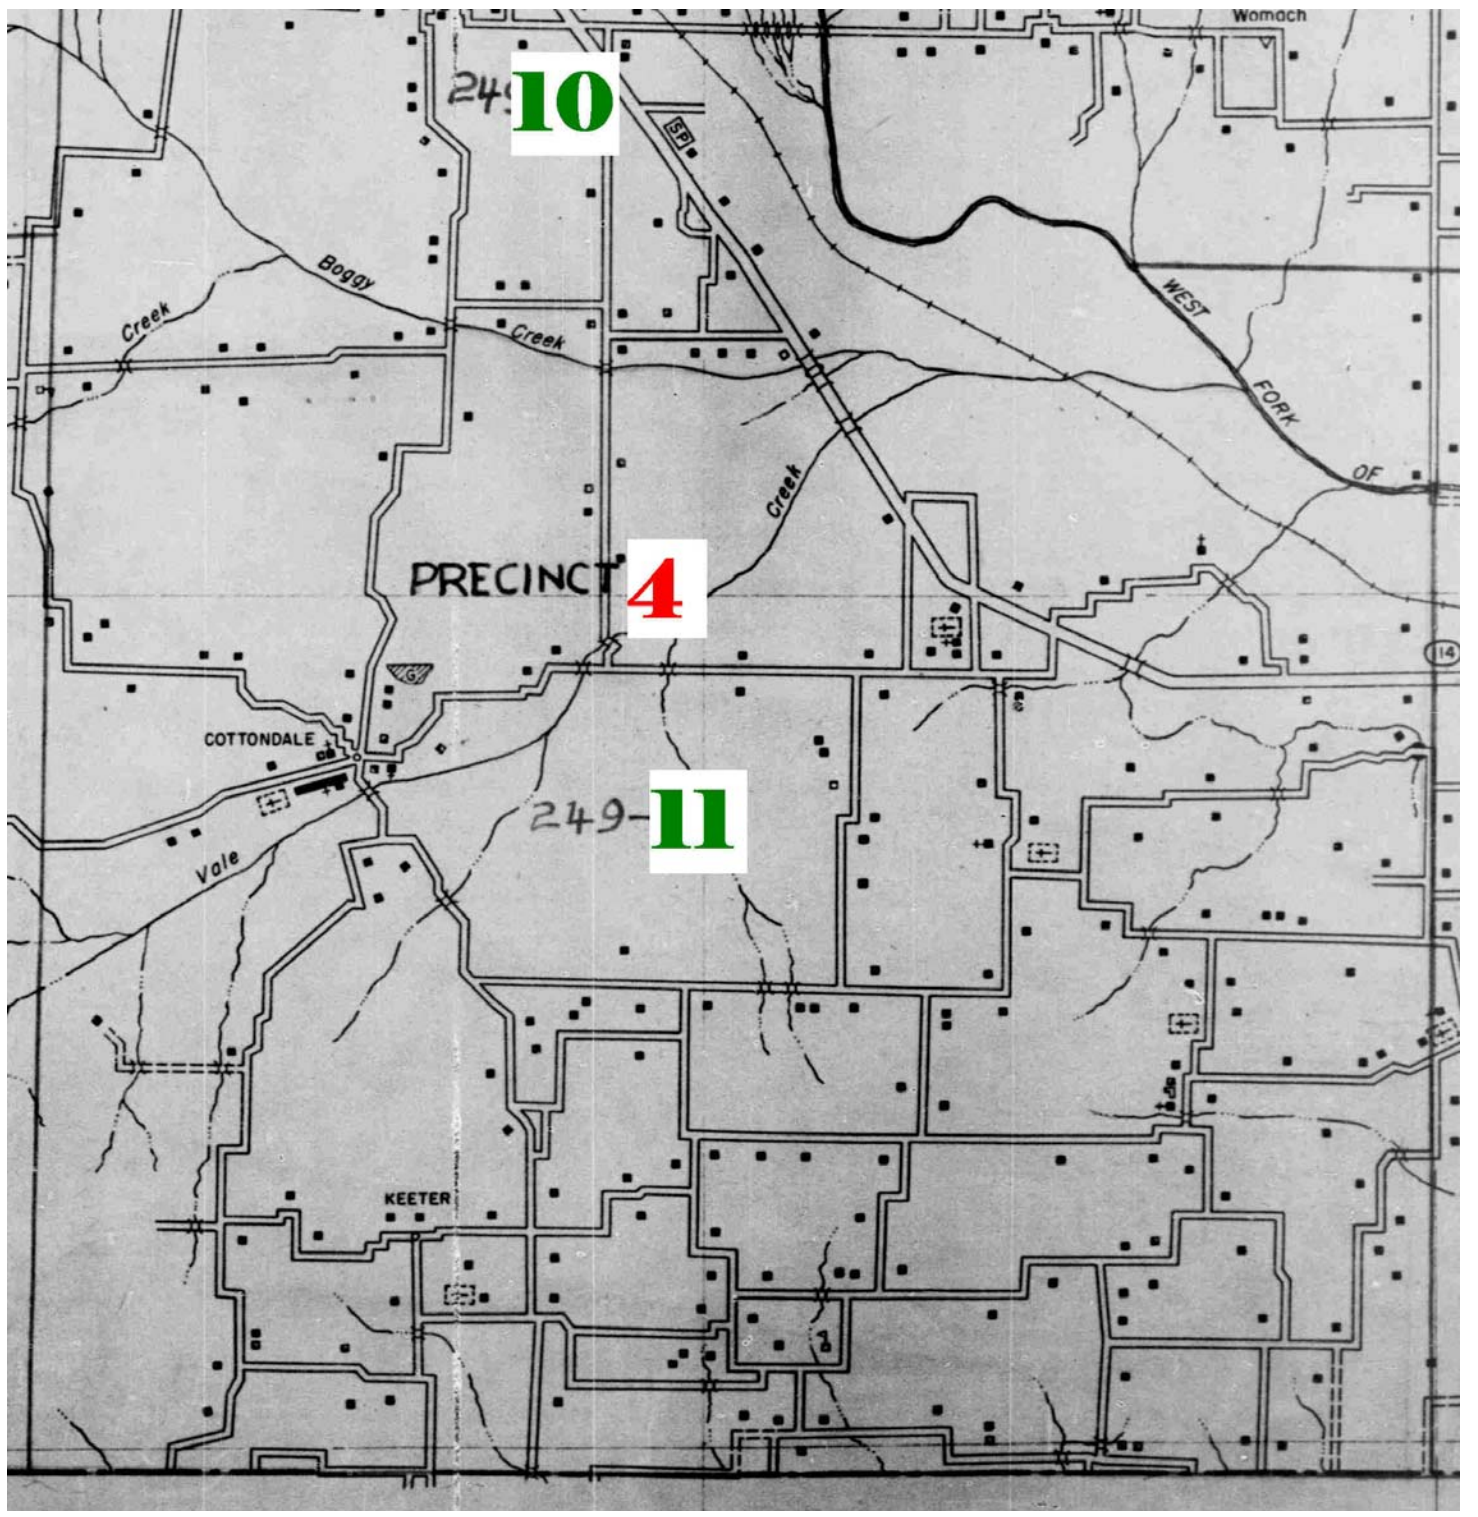 Womach
249
10
SP
WEST
Boggy
Creek
Creek
FORK
OF
Creek
PRECINCT 4
114
G
COTTONDALE
249-11
Vale
KEETER